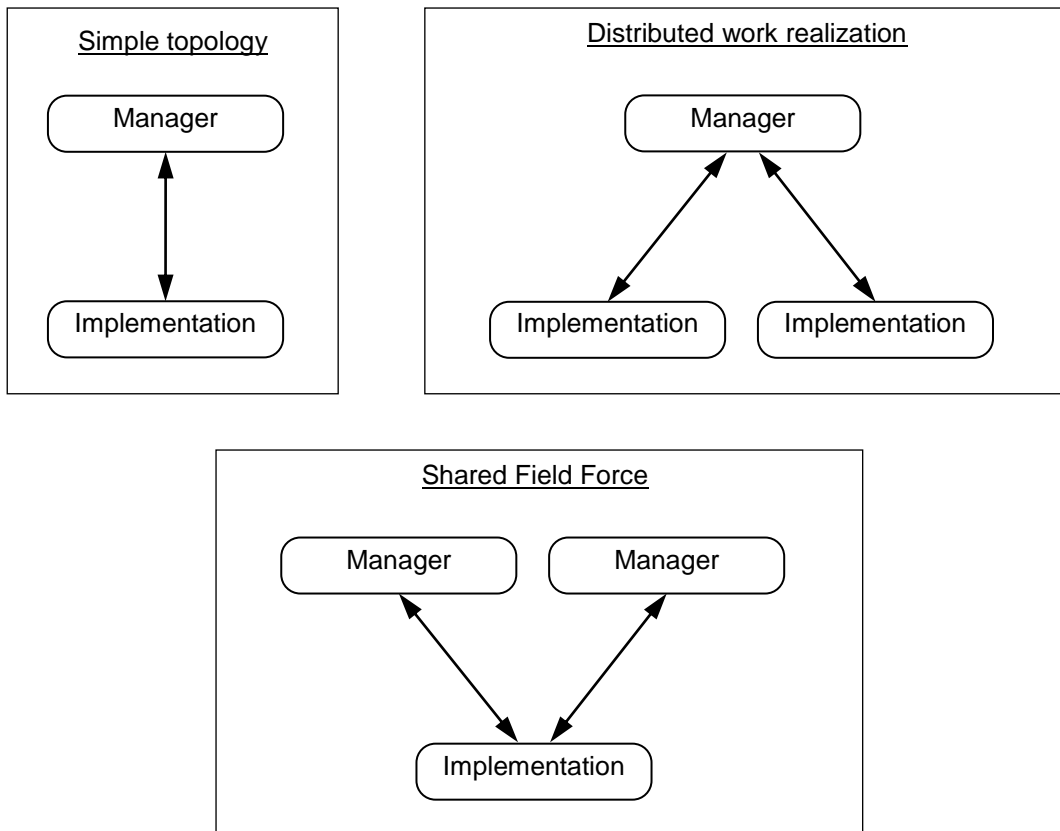 Simple topology
Manager
Implementation
Distributed work realization
Manager
Implementation
Implementation
Shared Field Force
Manager
Manager
Implementation